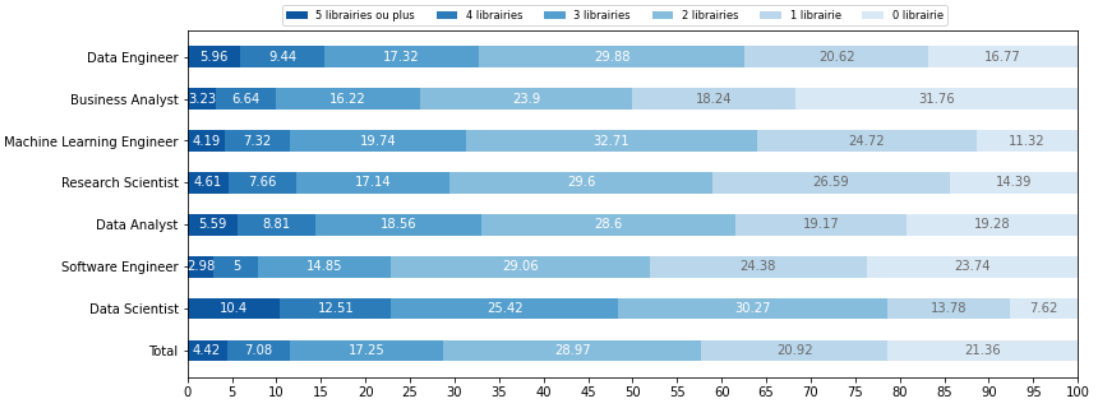 5 librairies ou plus 4 librairies 3 librairies 2 librairies 1 librairie 0 librairie
Data Engineer 5.96 9.44 17.32 29.88 20.62 16.77
Business Analyst 3.23 6.64 16.22 23.9 18.24 31.76
Machine Learning Engineer 4.19 7.32 19.74 32.71 24.72 11.32
Research Scientist 4.61 7.66 17.14 29.6 26.59 14.39
Data Analyst 5.59 8.81 18.56 28.6 19.17 19.28
Software Engineer 2.98 5 14.85 29.06 24.38 23.74
Data Scientist 10.4 12.51 25.42 30.27 13.78 7.62
Total 4.42 7.08 17.25 28.97 20.92 21.36
0 5 10 15 20 25 30 35 40 45 50 55 60 65 70 75 80 85 90 95 100